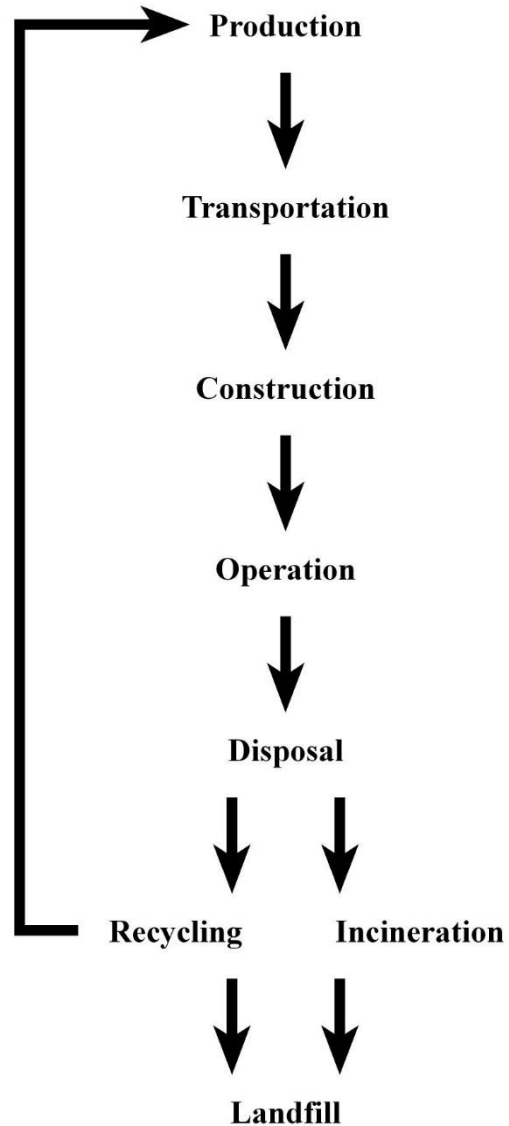 Production
Transportation
Construction
Operation
Disposal
Recycling Incineration
Landfill